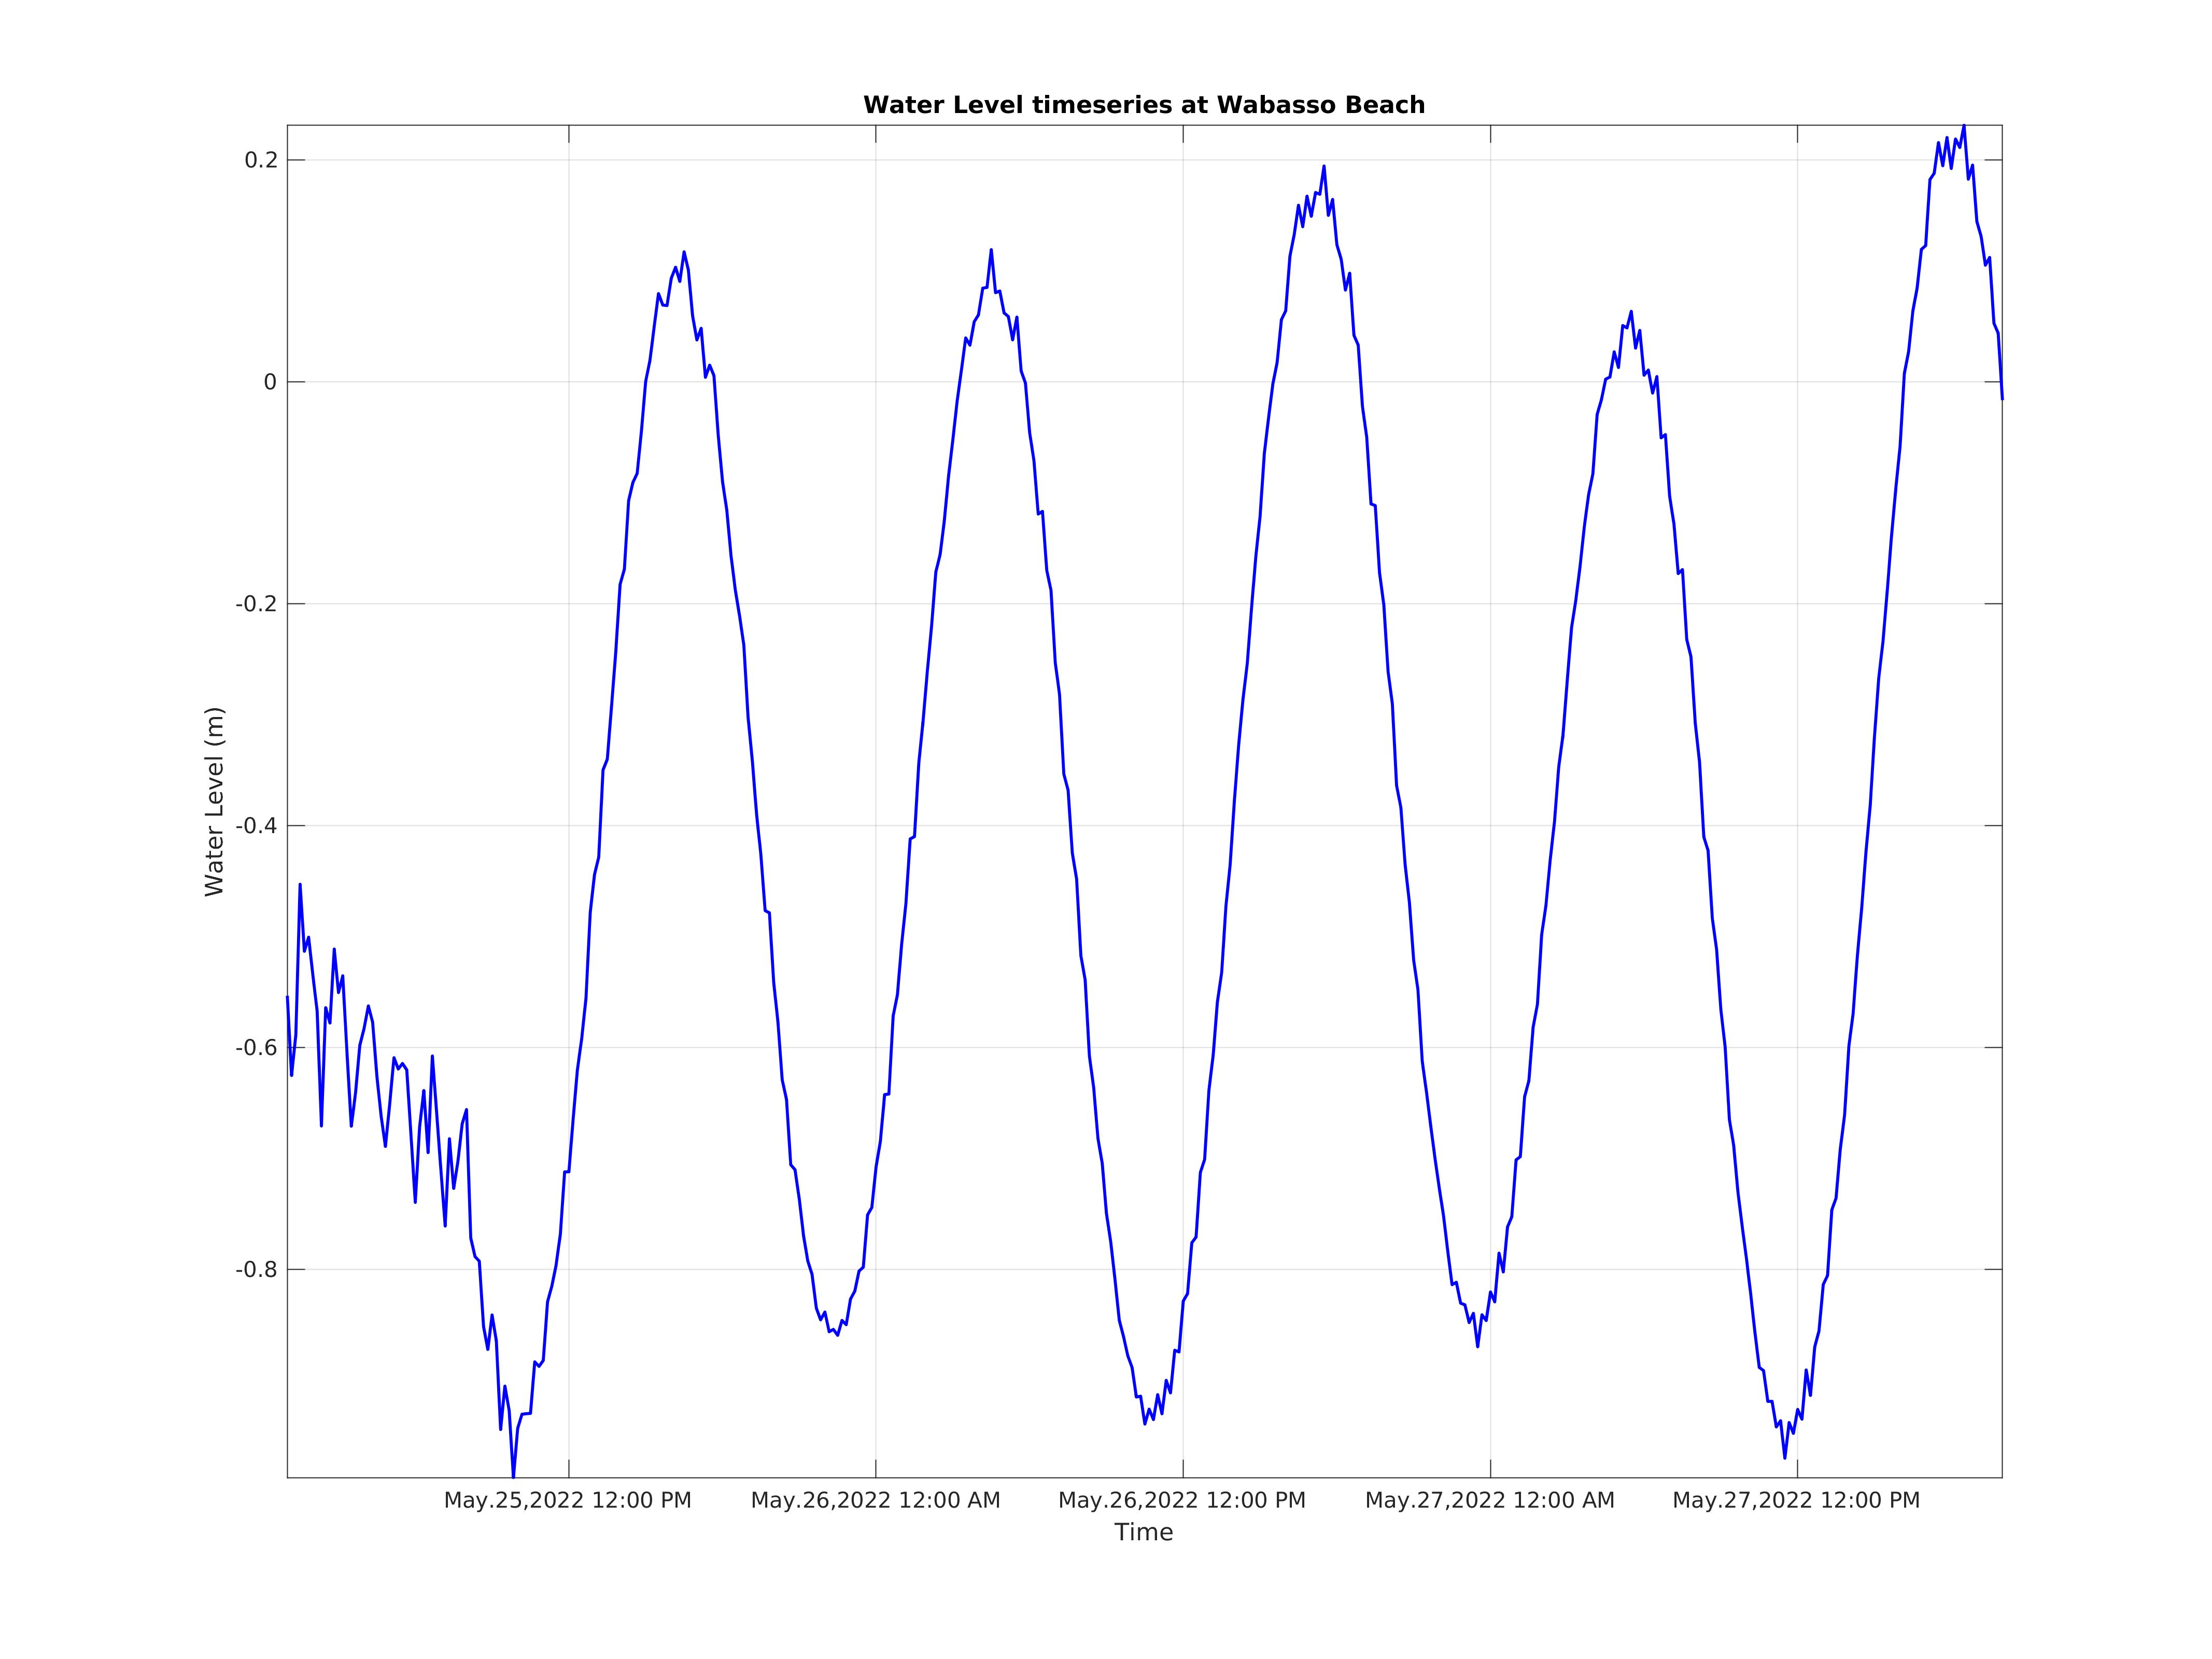 Water Level timeseries at Wabasso Beach
0.2
0
-0.2
-0.4
-0.6
-0.8
Water Level (m)
May.25,2022 12:00 PM
May.26,2022 12:00 AM
May.26,2022 12:00 PM
May.27,2022 12:00 AM
May.27,2022 12:00 PM
Time